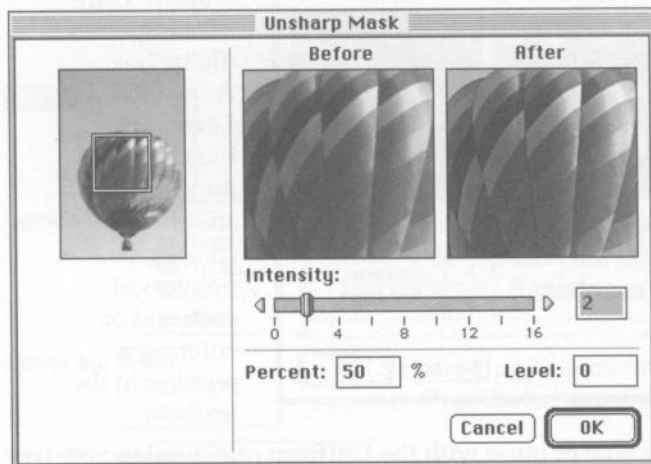 Unsharp Mask
Before After
Intensity:
2
0 4 8 12 16
Percent: 50 % Level: 0
Cancel OK